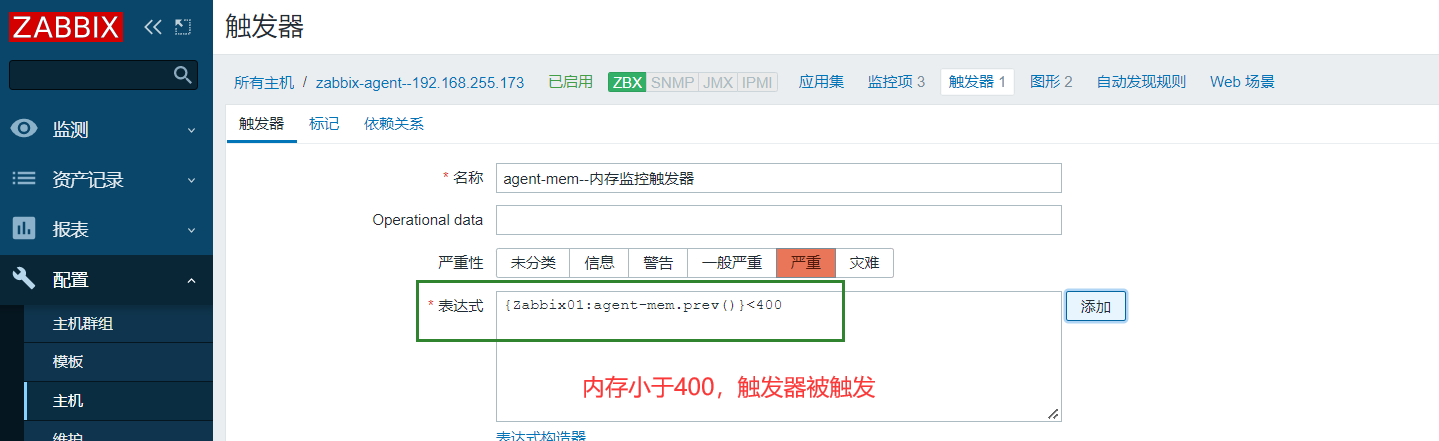 ZABBIX
触发器
所有主机 / zabbix-agent--192.168.255.173 已启用 ZBX SNMP JMX IPMI 应用集 监控项 3 触发器 1 图形 2 自动发现规则 Web 场景
触发器 标记 依赖关系
监测
资产记录
报表
配置
主机群组
模板
主机
维护
* 名称 agent-mem--内存监控触发器
Operational data
严重性 未分类 信息 警告 一般严重 严重 灾难
* 表达式 {Zabbix01:agent-mem.prev()}<400 添加
内存小于400，触发器被触发
表达式构造器